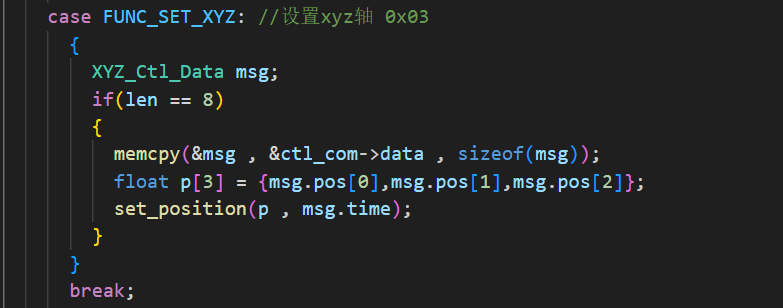 case FUNC_SET_XYZ: //设置xyz轴 0x03
{
XYZ_Ctl_Data msg;
if(len == 8)
{
memcpy(&msg , &ctl_com->data , sizeof(msg));
float p[3] = {msg.pos[0],msg.pos[1],msg.pos[2]};
set_position(p , msg.time);
}
}
break;